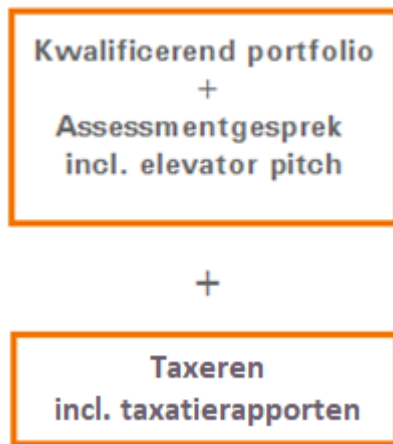 Kwalificerend portfolio
+
Assessmentgesprek
incl. elevator pitch
+
Taxeren
incl. taxatierapporten